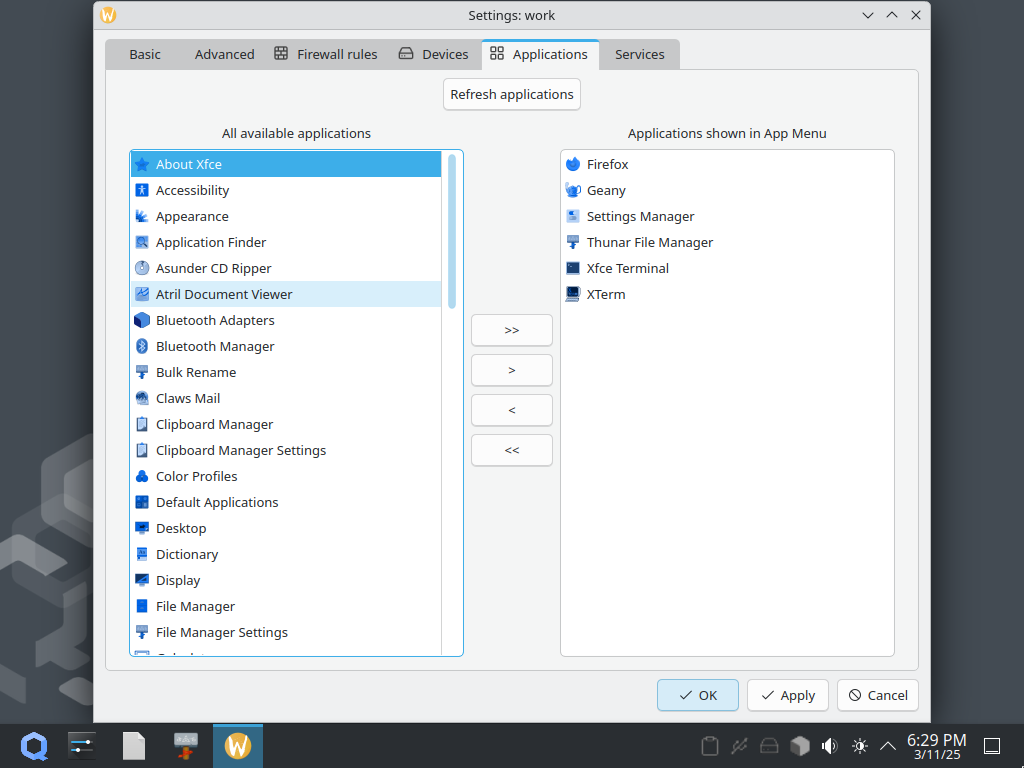 Settings: work
Basic
Advanced
Firewall rules
Devices
Applications
Services
Refresh applications
All available applications
About Xfce
Accessibility
Appearance
Application Finder
Asunder CD Ripper
Atril Document Viewer
Bluetooth Adapters
Bluetooth Manager
Bulk Rename
Claws Mail
Clipboard Manager
Clipboard Manager Settings
Color Profiles
Default Applications
Desktop
Dictionary
Display
File Manager
File Manager Settings
>>
>
<
<<
Applications shown in App Menu
Firefox
Geany
Settings Manager
Thunar File Manager
Xfce Terminal
XTerm
OK
Apply
Cancel
6:29 PM
3/11/25